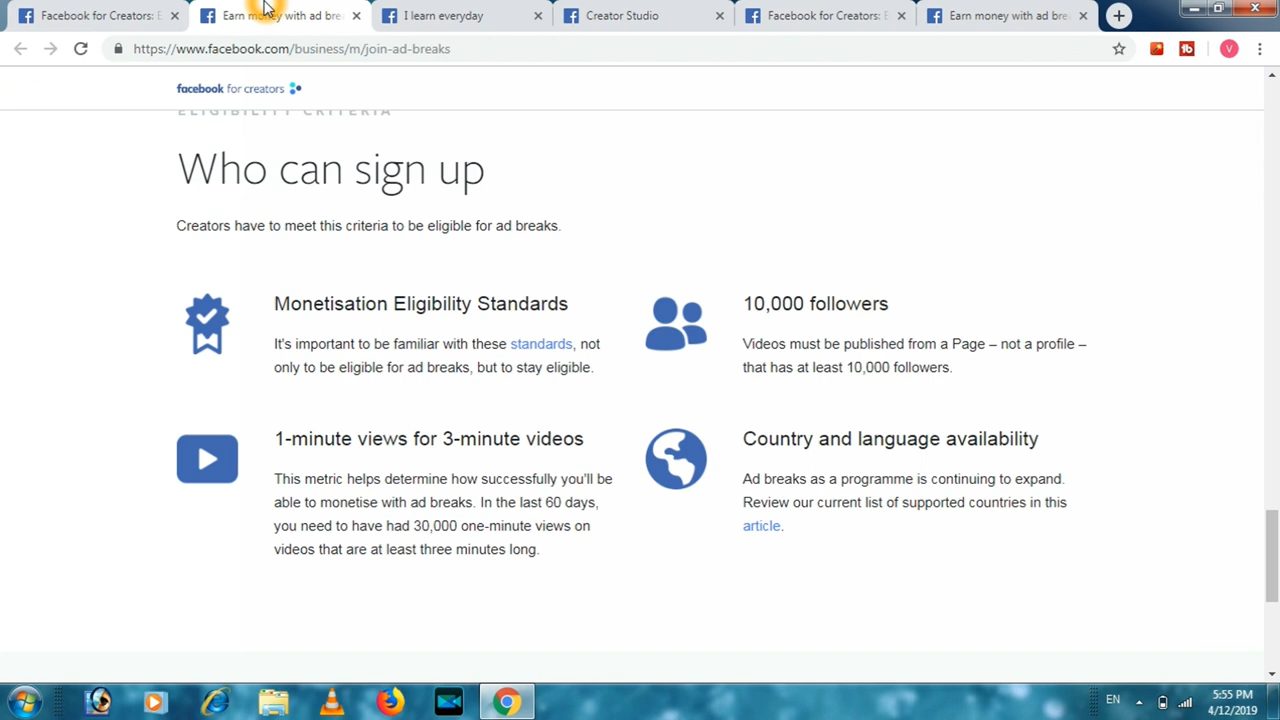 Facebook for Creators: E
Earn money with ad bre
I learn everyday
Creator Studio
Facebook for Creators: E
Earn money with ad bre
https://www.facebook.com/business/m/join-ad-breaks
V
facebook for creators
ELIGIBILITY CRITERIA
Who can sign up
Creators have to meet this criteria to be eligible for ad breaks.
Monetisation Eligibility Standards
It's important to be familiar with these standards, not
only to be eligible for ad breaks, but to stay eligible.
10,000 followers
Videos must be published from a Page – not a profile –
that has at least 10,000 followers.
1-minute views for 3-minute videos
This metric helps determine how successfully you'll be
able to monetise with ad breaks. In the last 60 days,
you need to have had 30,000 one-minute views on
videos that are at least three minutes long.
Country and language availability
Ad breaks as a programme is continuing to expand.
Review our current list of supported countries in this
article.
EN
5:55 PM
4/12/2019